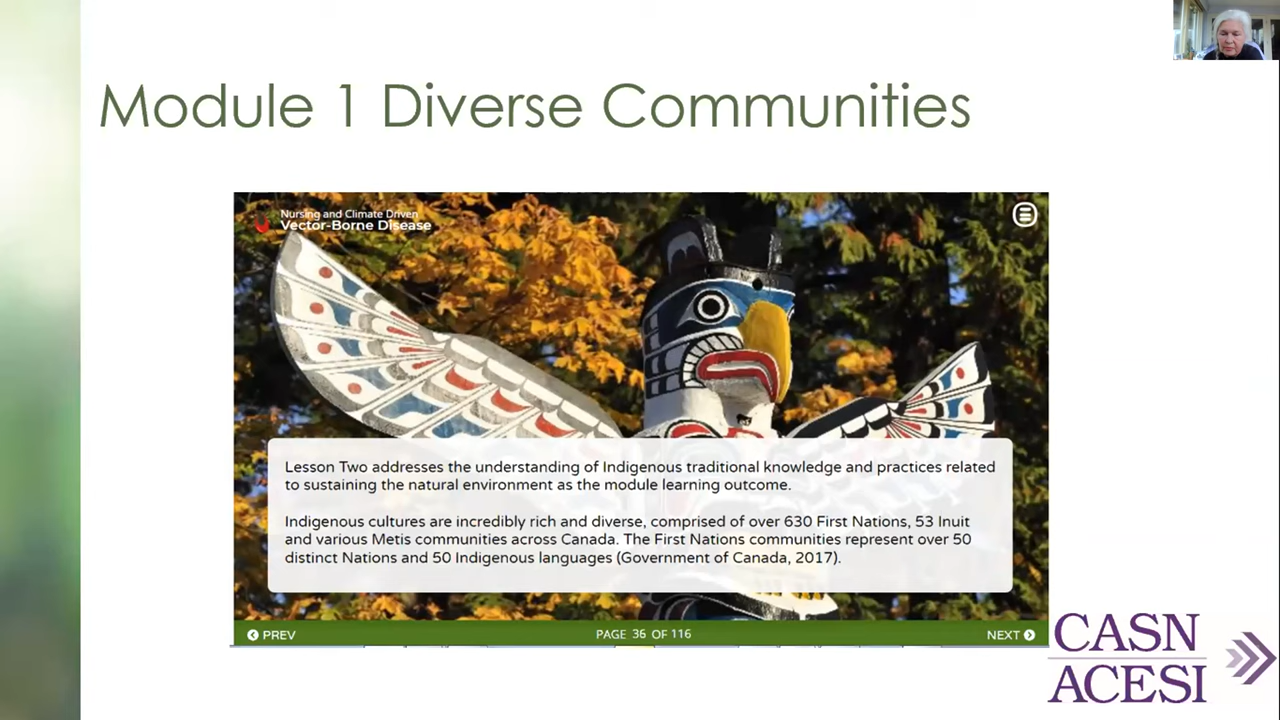 Module 1 Diverse Communities
Nursing and Climate Driven
Vector-Borne Disease
Lesson Two addresses the understanding of Indigenous traditional knowledge and practices related
to sustaining the natural environment as the module learning outcome.
Indigenous cultures are incredibly rich and diverse, comprised of over 630 First Nations, 53 Inuit
and various Metis communities across Canada. The First Nations communities represent over 50
distinct Nations and 50 Indigenous languages (Government of Canada, 2017).
PREV
PAGE 36 OF 116
NEXT
CASN
ACESI